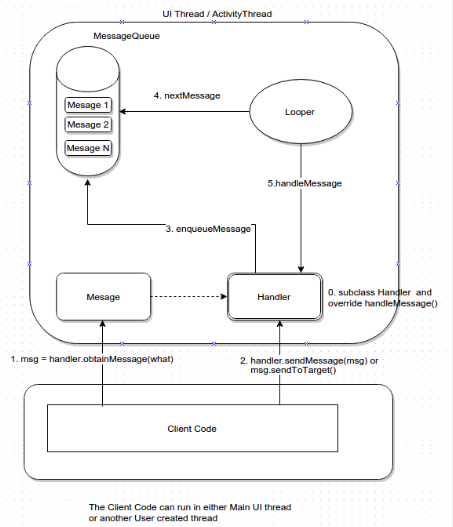 UI Thread / ActivityThread
MessageQueue
Mesage 1
Mesage 2
Mesage N
4. nextMessage
Looper
5.handleMessage
3. enqueueMessage
Mesage
Handler
0. subclass Handler and
override handleMessage()
1. msg = handler.obtainMessage(what)
2. handler.sendMessage(msg) or
msg.sendToTarget()
Client Code
The Client Code can run in either Main UI thread
or another User created thread